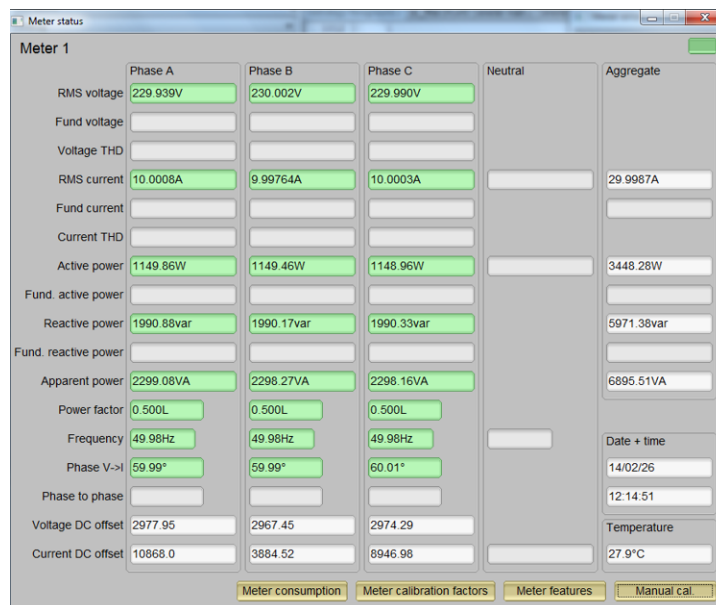 Meter status
Meter 1
Phase A Phase B Phase C Neutral Aggregate
RMS voltage 229.939V 230.002V 229.990V
Fund voltage
Voltage THD
RMS current 10.0008A 9.99764A 10.0003A 29.9987A
Fund current
Current THD
Active power 1149.86W 1149.46W 1148.96W 3448.28W
Fund. active power
Reactive power 1990.88var 1990.17var 1990.33var 5971.38var
Fund. reactive power
Apparent power 2299.08VA 2298.27VA 2298.16VA 6895.51VA
Power factor 0.500L 0.500L 0.500L
Frequency 49.98Hz 49.98Hz 49.98Hz Date + time
Phase V->I 59.99° 59.99° 60.01° 14/02/26
Phase to phase 12:14:51
Voltage DC offset 2977.95 2967.45 2974.29 Temperature
Current DC offset 10868.0 3884.52 8946.98 27.9°C
Meter consumption Meter calibration factors Meter features Manual cal.